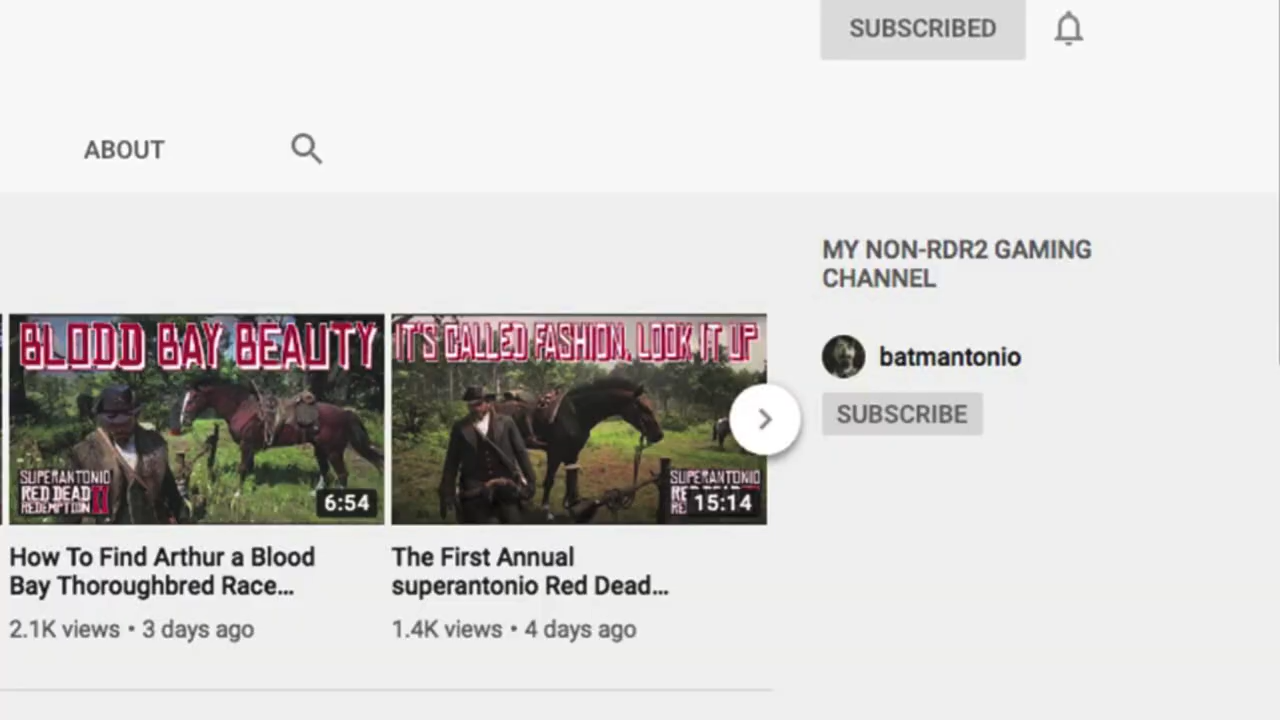 SUBSCRIBED
ABOUT
MY NON-RDR2 GAMING
CHANNEL
batmantonio
SUBSCRIBE
BLODD BAY BEAUTY
SUPERANTONIO
RED DEAD
REDEMPTION II
6:54
IT'S CALLED FASHION, LOOK IT UP
SUPERANTONIO
15:14
How To Find Arthur a Blood
Bay Thoroughbred Race...
2.1K views • 3 days ago
The First Annual
superantonio Red Dead...
1.4K views • 4 days ago